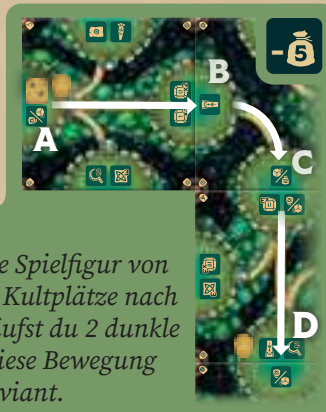 -5
B
A
C
e Spielfigur von
Kultplätze nach
ufst du 2 dunkle
D
iese Bewegung
viant.